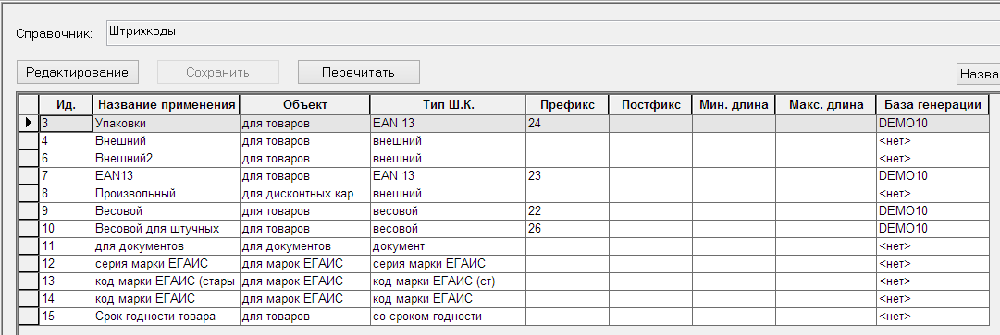 Справочник: Штрихкоды
Редактирование Сохранить Перечитать Назва
Ид. Название применения Объект Тип Ш.К. Префикс Постфикс Мин. длина Макс. длина База генерации
3 Упаковки для товаров EAN 13 24 DEMO10
4 Внешний для товаров внешний <нет>
6 Внешний2 для товаров внешний <нет>
7 EAN13 для товаров EAN 13 23 DEMO10
8 Произвольный для дисконтных кар внешний <нет>
9 Весовой для товаров весовой 22 DEMO10
10 Весовой для штучных для товаров весовой 26 DEMO10
11 для документов для документов документ <нет>
12 серия марки ЕГАИС для марок ЕГАИС серия марки ЕГАИС <нет>
13 код марки ЕГАИС (стары для марок ЕГАИС код марки ЕГАИС (ст) <нет>
14 код марки ЕГАИС для марок ЕГАИС код марки ЕГАИС <нет>
15 Срок годности товара для товаров со сроком годности <нет>